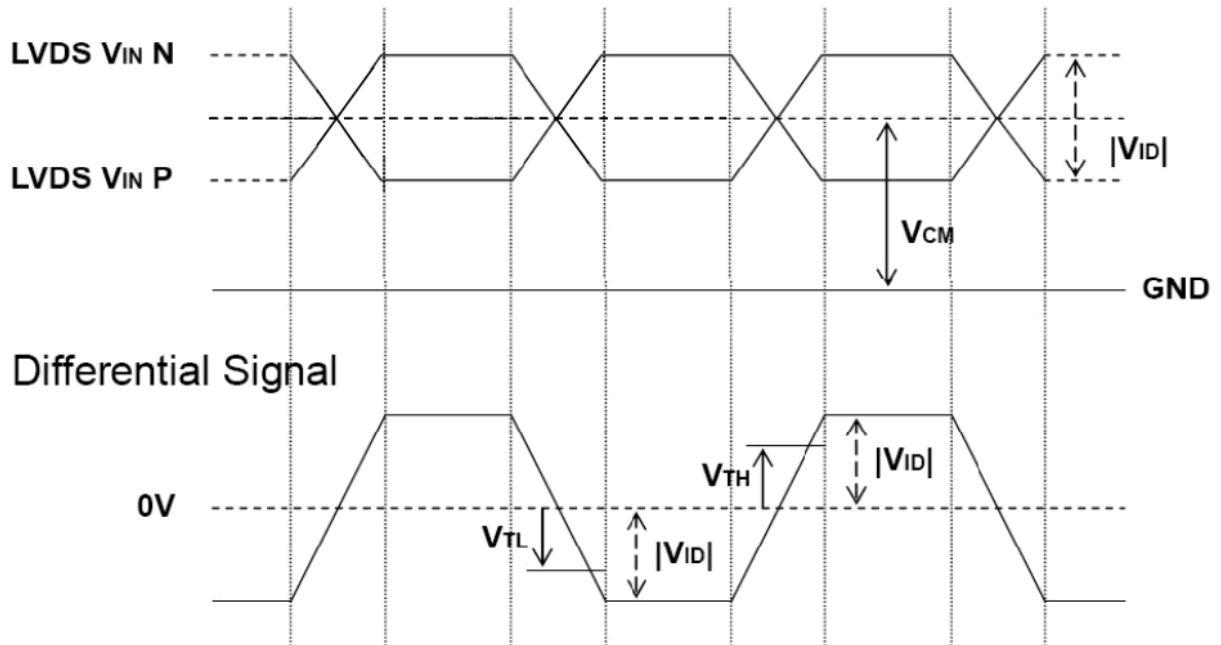 LVDS VIN N
|VID|
LVDS VIN P
VCM
GND
Differential Signal
|VID|
VTH
0V
VTL
|VID|